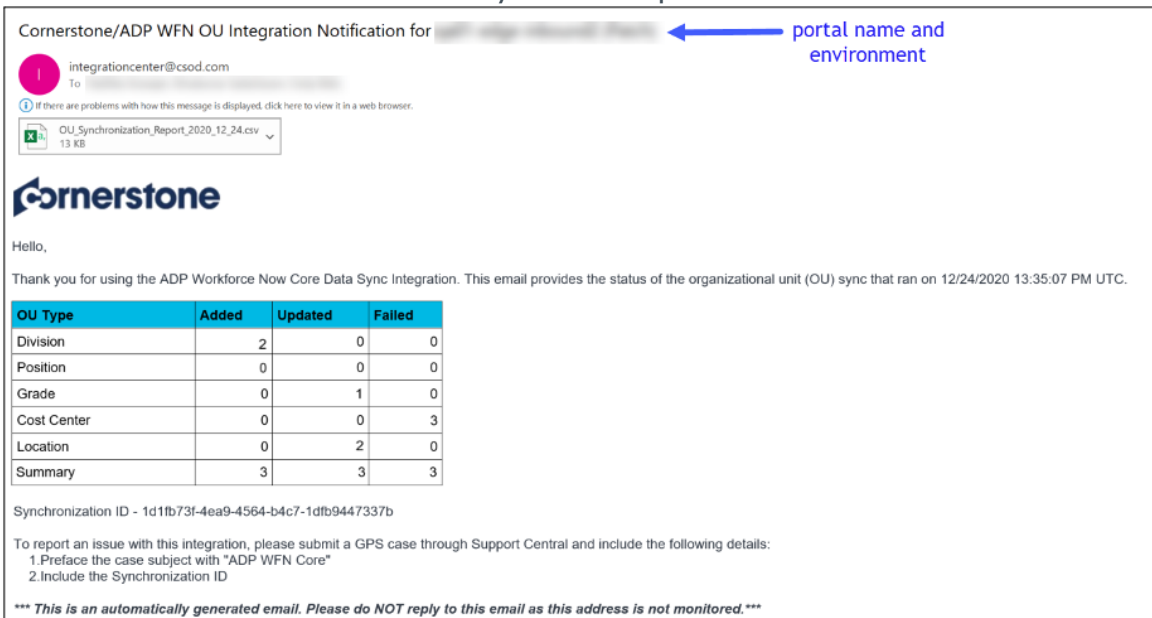 Cornerstone/ADP WFN OU Integration Notification for
portal name and
environment
I
integrationcenter@csod.com
To
i If there are problems with how this message is displayed, click here to view it in a web browser.
OU_Synchronization_Report_2020_12_24.csv
13 KB
cornerstone
Hello,
Thank you for using the ADP Workforce Now Core Data Sync Integration. This email provides the status of the organizational unit (OU) sync that ran on 12/24/2020 13:35:07 PM UTC.
OU Type Added Updated Failed
Division 2 0 0
Position 0 0 0
Grade 0 1 0
Cost Center 0 0 3
Location 0 2 0
Summary 3 3 3
Synchronization ID - 1d1fb73f-4ea9-4564-b4c7-1dfb9447337b
To report an issue with this integration, please submit a GPS case through Support Central and include the following details:
1.Preface the case subject with "ADP WFN Core"
2.Include the Synchronization ID
*** This is an automatically generated email. Please do NOT reply to this email as this address is not monitored.***